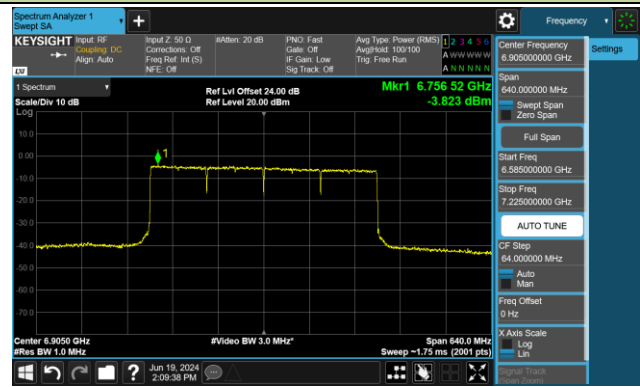 Spectrum Analyzer 1
Swept SA
Frequency
KEYSIGHT
Input: RF
Coupling: DC
Align: Auto
Input Z: 50 Ω
Corrections: Off
Freq Ref: Int (S)
NFE: Off
#Atten: 20 dB
PNO: Fast
Gate: Off
IF Gain: Low
Sig Track: Off
Avg Type: Power (RMS)
Avg|Hold: 100/100
Trig: Free Run
1 2 3 4 5 6
A W W W W W
A N N N N N
LXI
1 Spectrum
Scale/Div 10 dB
Log
Ref Lvl Offset 24.00 dB
Ref Level 20.00 dBm
Mkr1 6.756 52 GHz
-3.823 dBm
1
10.0
0.00
-10.0
-20.0
-30.0
-40.0
-50.0
-60.0
-70.0
Center 6.9050 GHz
#Res BW 1.0 MHz
#Video BW 3.0 MHz*
Span 640.0 MHz
Sweep ~1.75 ms (2001 pts)
Jun 19, 2024
2:09:38 PM
Center Frequency
6.905000000 GHz
Settings
Span
640.000000 MHz
Swept Span
Zero Span
Full Span
Start Freq
6.585000000 GHz
Stop Freq
7.225000000 GHz
AUTO TUNE
CF Step
64.000000 MHz
Auto
Man
Freq Offset
0 Hz
X Axis Scale
Log
Lin
Signal Track
(Span Zoom)